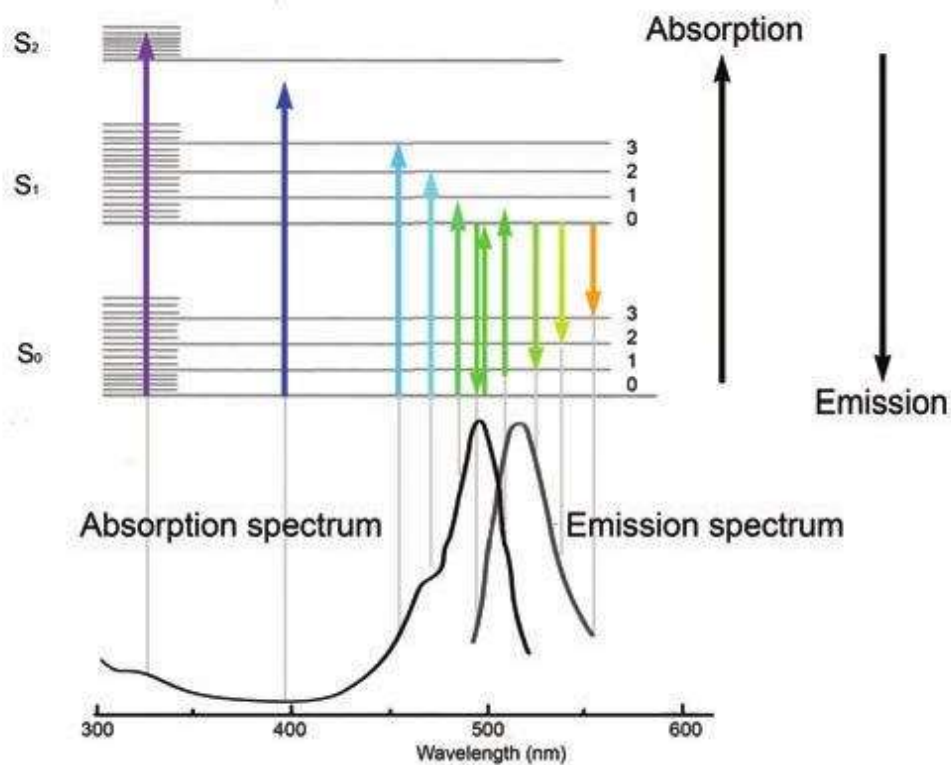 S₂
Absorption
3
2
S₁
1
0
3
2
S₀
1
0
Emission
Absorption spectrum
Emission spectrum
300
400
500
600
Wavelength (nm)